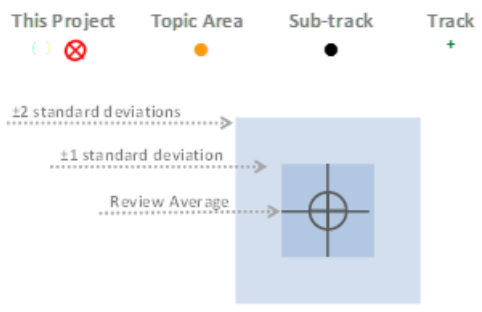 This Project Topic Area Sub-track Track
±2 standard deviations
±1 standard deviation
Review Average